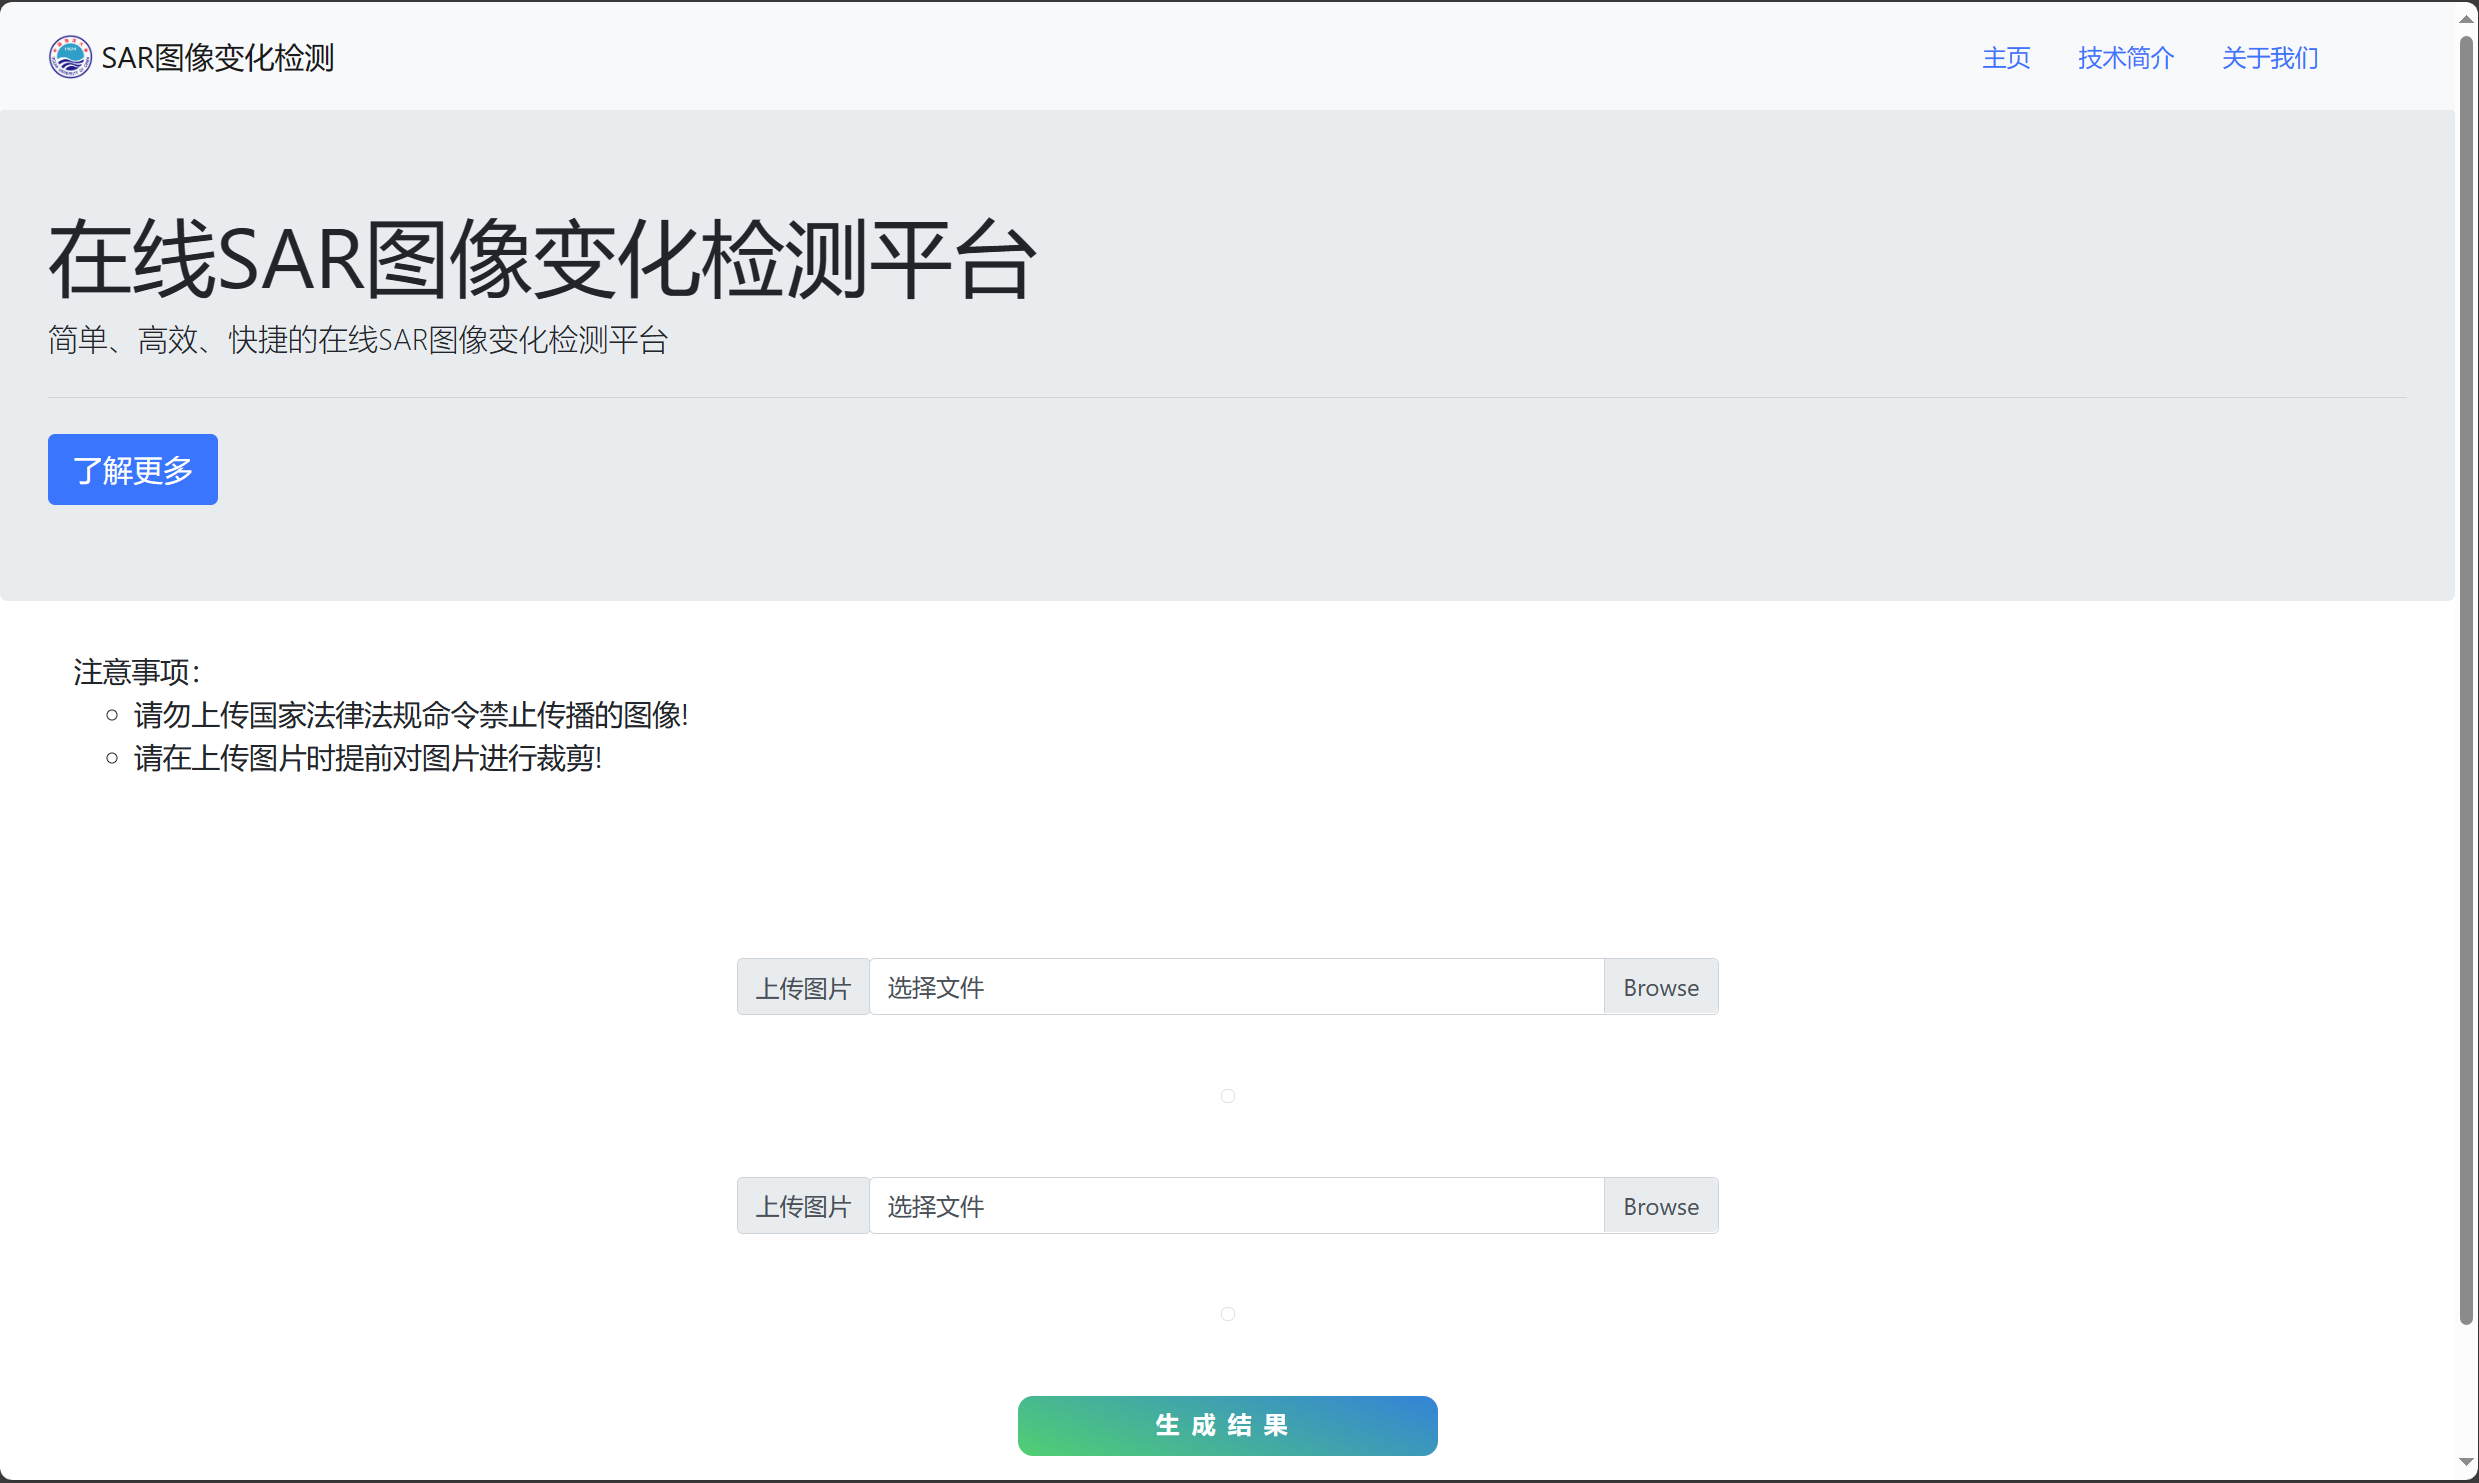 SAR图像变化检测
主页 技术简介 关于我们
在线SAR图像变化检测平台
简单、高效、快捷的在线SAR图像变化检测平台
了解更多
注意事项：
请勿上传国家法律法规命令禁止传播的图像!
请在上传图片时提前对图片进行裁剪!
上传图片 选择文件 Browse
上传图片 选择文件 Browse
生成结果